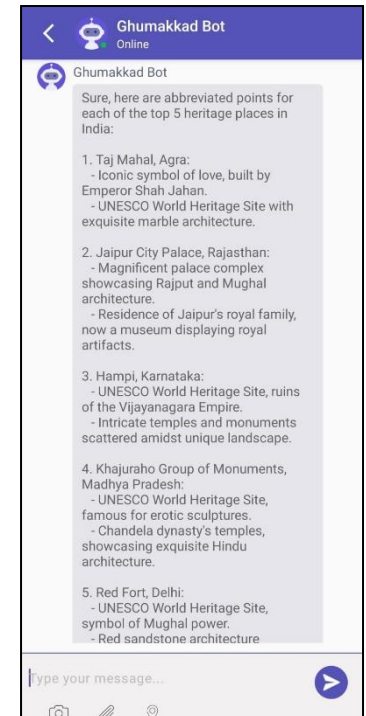 Ghumakkad Bot
Online
Ghumakkad Bot
Sure, here are abbreviated points for
each of the top 5 heritage places in
India:
1. Taj Mahal, Agra:
- Iconic symbol of love, built by
Emperor Shah Jahan.
- UNESCO World Heritage Site with
exquisite marble architecture.
2. Jaipur City Palace, Rajasthan:
- Magnificent palace complex
showcasing Rajput and Mughal
architecture.
- Residence of Jaipur's royal family,
now a museum displaying royal
artifacts.
3. Hampi, Karnataka:
- UNESCO World Heritage Site, ruins
of the Vijayanagara Empire.
- Intricate temples and monuments
scattered amidst unique landscape.
4. Khajuraho Group of Monuments,
Madhya Pradesh:
- UNESCO World Heritage Site,
famous for erotic sculptures.
- Chandela dynasty's temples,
showcasing exquisite Hindu
architecture.
5. Red Fort, Delhi:
- UNESCO World Heritage Site,
symbol of Mughal power.
- Red sandstone architecture
Type your message...